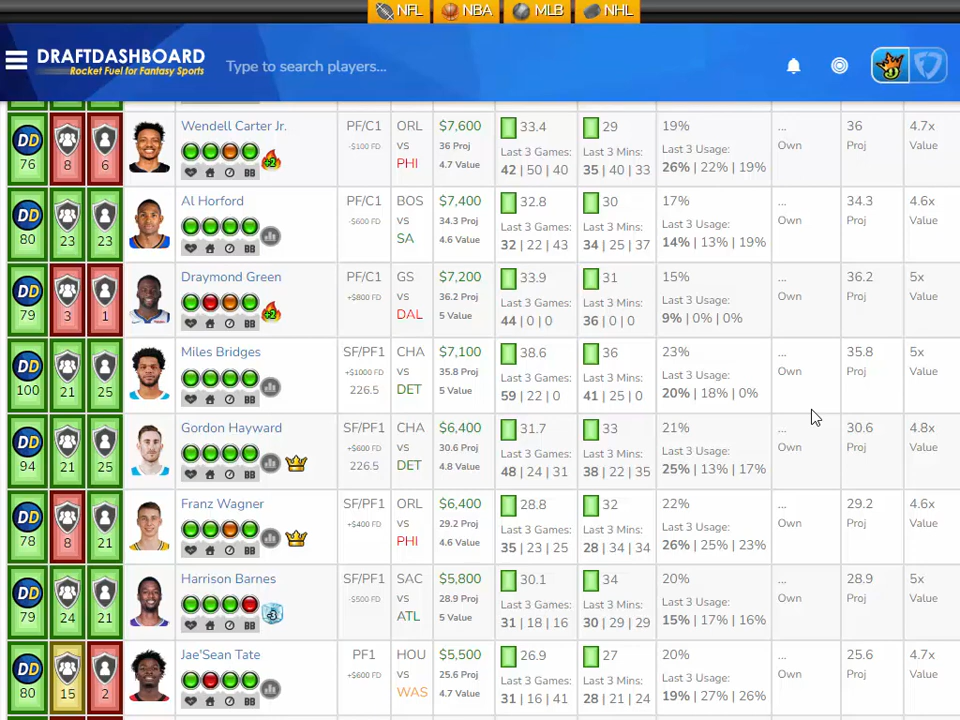 NFL NBA MLB NHL
DRAFTDASHBOARD
Rocket Fuel for Fantasy Sports
Type to search players...
Wendell Carter Jr. PF/C1 ORL $7,600 33.4 29 19% ... 36 4.7x
DD 76 8 6 -$100 FD vs 36 Proj Last 3 Games: Last 3 Mins: Last 3 Usage: Own Proj Value
+2 PHI 4.7 Value 42 | 50 | 40 35 | 40 | 33 26% | 22% | 19%
BB
Al Horford PF/C1 BOS $7,400 32.8 30 17% ... 34.3 4.6x
DD 80 23 23 -$600 FD vs 34.3 Proj Last 3 Games: Last 3 Mins: Last 3 Usage: Own Proj Value
SA 4.6 Value 32 | 22 | 43 34 | 25 | 37 14% | 13% | 19%
BB
Draymond Green PF/C1 GS $7,200 33.9 31 15% ... 36.2 5x
DD 79 3 1 +$800 FD vs 36.2 Proj Last 3 Games: Last 3 Mins: Last 3 Usage: Own Proj Value
+2 DAL 5 Value 44 | 0 | 0 36 | 0 | 0 9% | 0% | 0%
BB
Miles Bridges SF/PF1 CHA $7,100 38.6 36 23% ... 35.8 5x
DD 100 21 25 +$1000 FD vs 35.8 Proj Last 3 Games: Last 3 Mins: Last 3 Usage: Own Proj Value
226.5 DET 5 Value 59 | 22 | 0 41 | 25 | 0 20% | 18% | 0%
BB
Gordon Hayward SF/PF1 CHA $6,400 31.7 33 21% ... 30.6 4.8x
DD 94 21 25 +$600 FD vs 30.6 Proj Last 3 Games: Last 3 Mins: Last 3 Usage: Own Proj Value
226.5 DET 4.8 Value 48 | 24 | 31 38 | 22 | 35 25% | 13% | 17%
BB
Franz Wagner SF/PF1 ORL $6,400 28.8 32 22% ... 29.2 4.6x
DD 78 8 21 +$400 FD vs 29.2 Proj Last 3 Games: Last 3 Mins: Last 3 Usage: Own Proj Value
PHI 4.6 Value 35 | 23 | 25 28 | 34 | 34 26% | 25% | 23%
BB
Harrison Barnes SF/PF1 SAC $5,800 30.1 34 20% ... 28.9 5x
DD 79 24 21 -$500 FD vs 28.9 Proj Last 3 Games: Last 3 Mins: Last 3 Usage: Own Proj Value
-3 ATL 5 Value 31 | 18 | 16 30 | 29 | 29 15% | 17% | 16%
BB
Jae'Sean Tate PF1 HOU $5,500 26.9 27 20% ... 25.6 4.7x
DD 80 15 2 +$600 FD vs 25.6 Proj Last 3 Games: Last 3 Mins: Last 3 Usage: Own Proj Value
WAS 4.7 Value 31 | 16 | 41 28 | 21 | 24 19% | 27% | 26%
BB